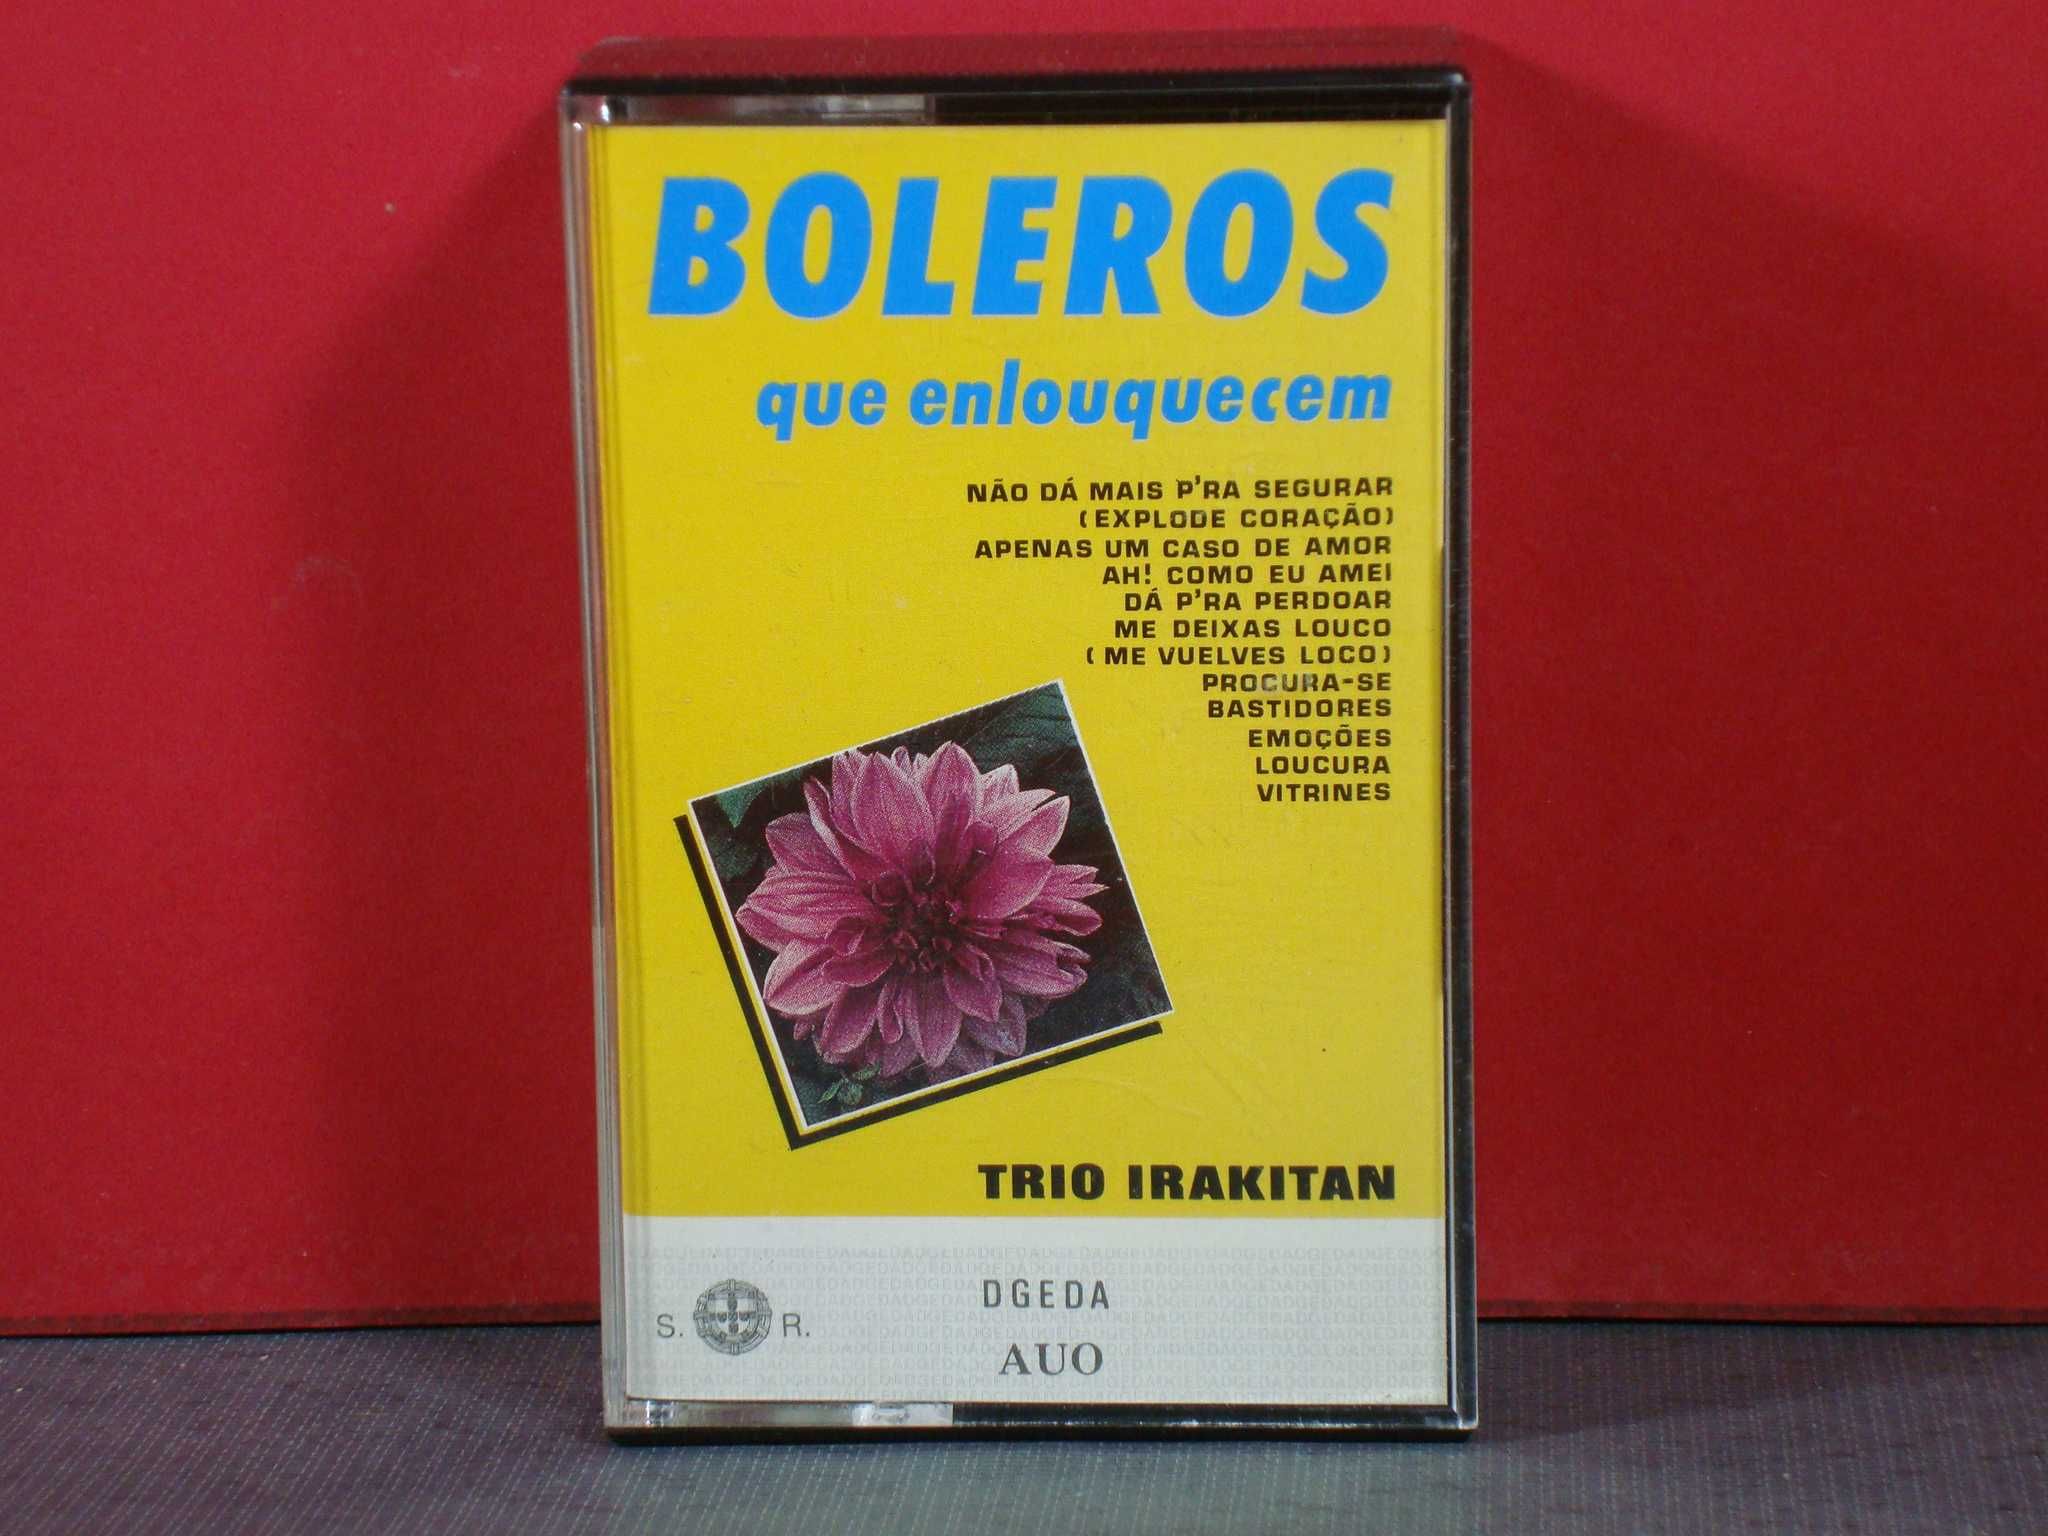 BOLEROS
que enlouquecem
NÃO DÁ MAIS P'RA SEGURAR
(EXPLODE CORAÇÃO)
APENAS UM CASO DE AMOR
AH! COMO EU AMEI
DÁ P'RA PERDOAR
ME DEIXAS LOUCO
( ME VUELVES LOCO)
PROCURA-SE
BASTIDORES
EMOÇÕES
LOUCURA
VITRINES
TRIO IRAKITAN
DGEDA
S. R.
AUO